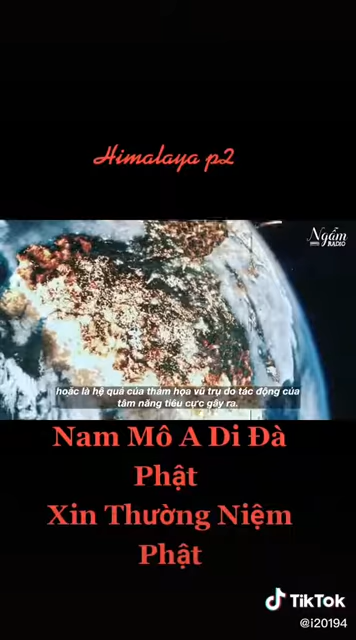 Himalaya p2
Ngẫm
RADIO
hoặc là hệ quả của thảm họa vũ trụ do tác động của
tâm năng tiêu cực gây ra.
Nam Mô A Di Đà
Phật
Xin Thường Niệm
Phật
TikTok
@i20194